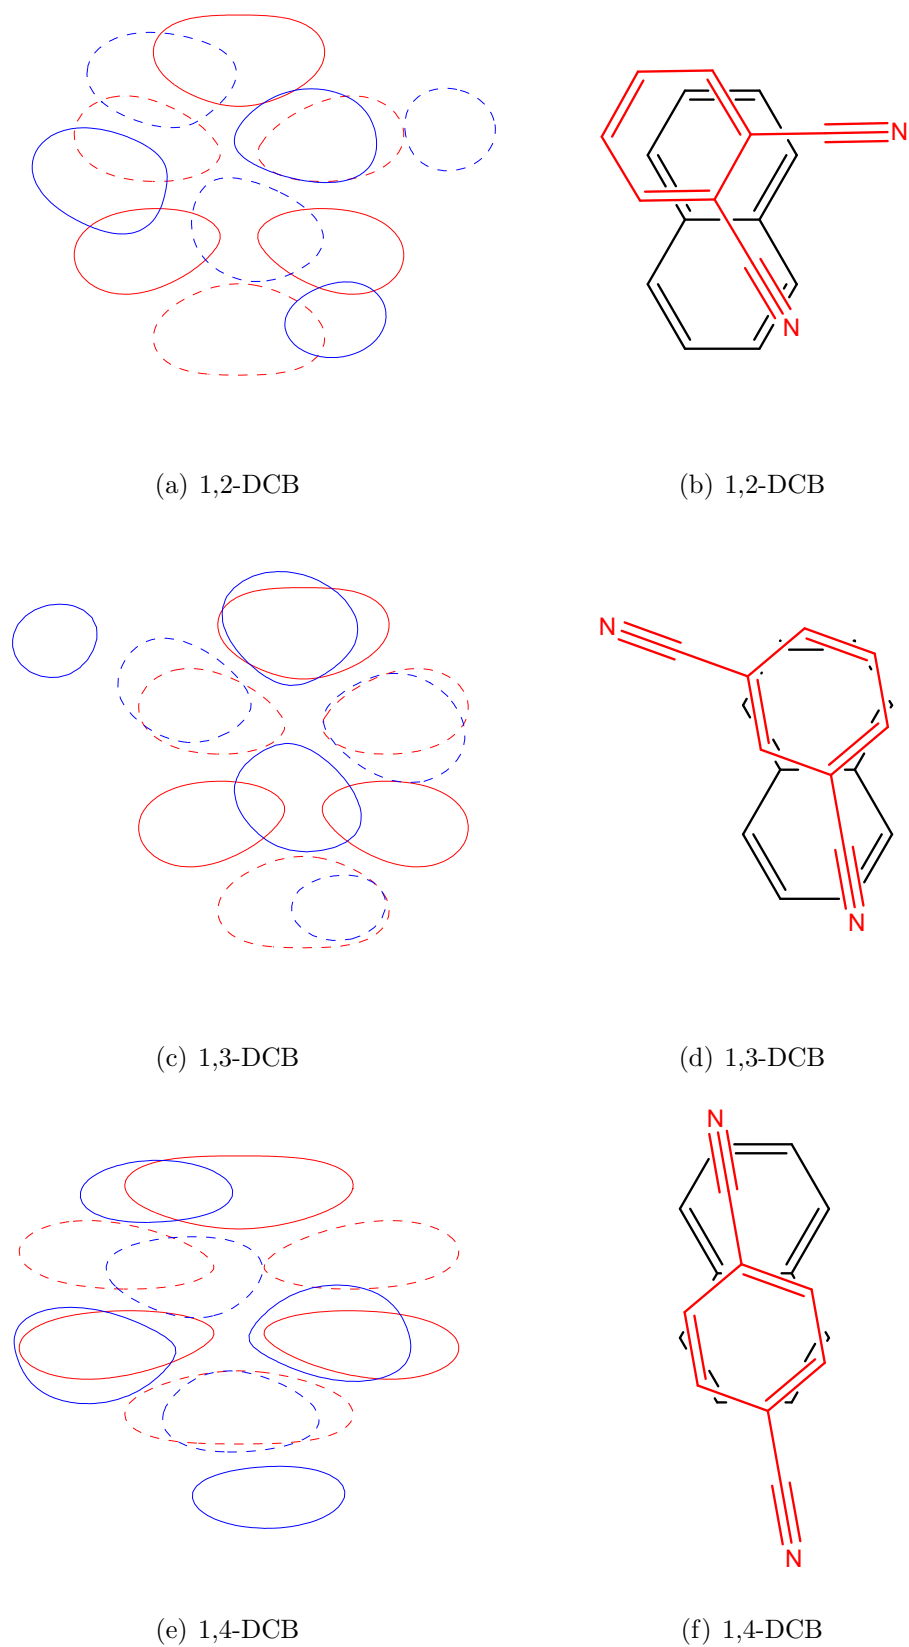 N
N
(a) 1,2-DCB
(b) 1,2-DCB
N
N
(c) 1,3-DCB
(d) 1,3-DCB
N
N
(e) 1,4-DCB
(f) 1,4-DCB